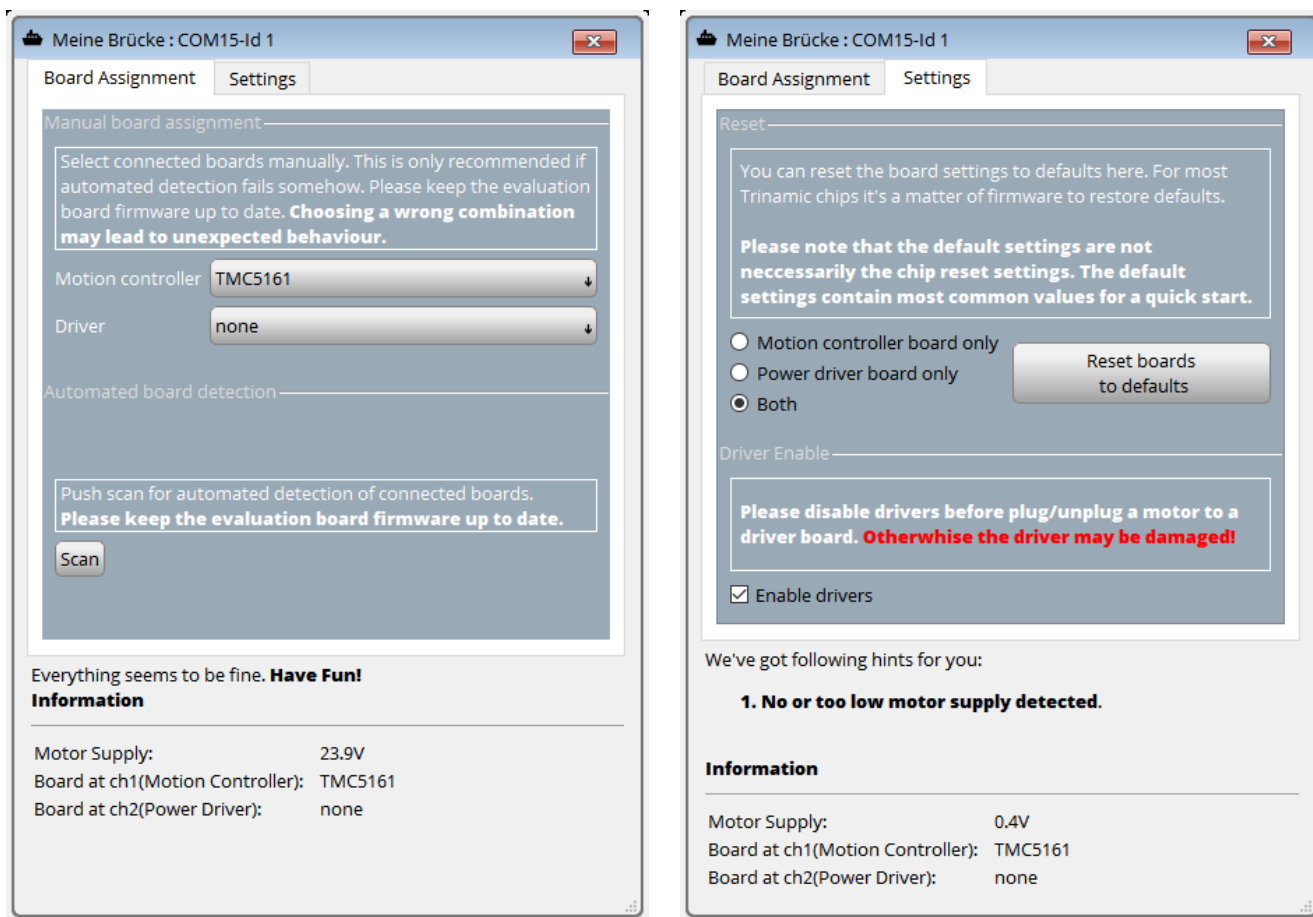 Meine Brücke : COM15-Id 1
Board Assignment
Settings
Manual board assignment
Select connected boards manually. This is only recommended if
automated detection fails somehow. Please keep the evaluation
board firmware up to date. Choosing a wrong combination
may lead to unexpected behaviour.
Motion controller
TMC5161
Driver
none
Automated board detection
Push scan for automated detection of connected boards.
Please keep the evaluation board firmware up to date.
Scan
Everything seems to be fine. Have Fun!
Information
Motor Supply: 23.9V
Board at ch1(Motion Controller): TMC5161
Board at ch2(Power Driver): none
Meine Brücke : COM15-Id 1
Board Assignment
Settings
Reset
You can reset the board settings to defaults here. For most
Trinamic chips it's a matter of firmware to restore defaults.
Please note that the default settings are not
neccessarily the chip reset settings. The default
settings contain most common values for a quick start.
Motion controller board only
Power driver board only
Both
Reset boards
to defaults
Driver Enable
Please disable drivers before plug/unplug a motor to a
driver board. Otherwhise the driver may be damaged!
Enable drivers
We've got following hints for you:
1. No or too low motor supply detected.
Information
Motor Supply: 0.4V
Board at ch1(Motion Controller): TMC5161
Board at ch2(Power Driver): none